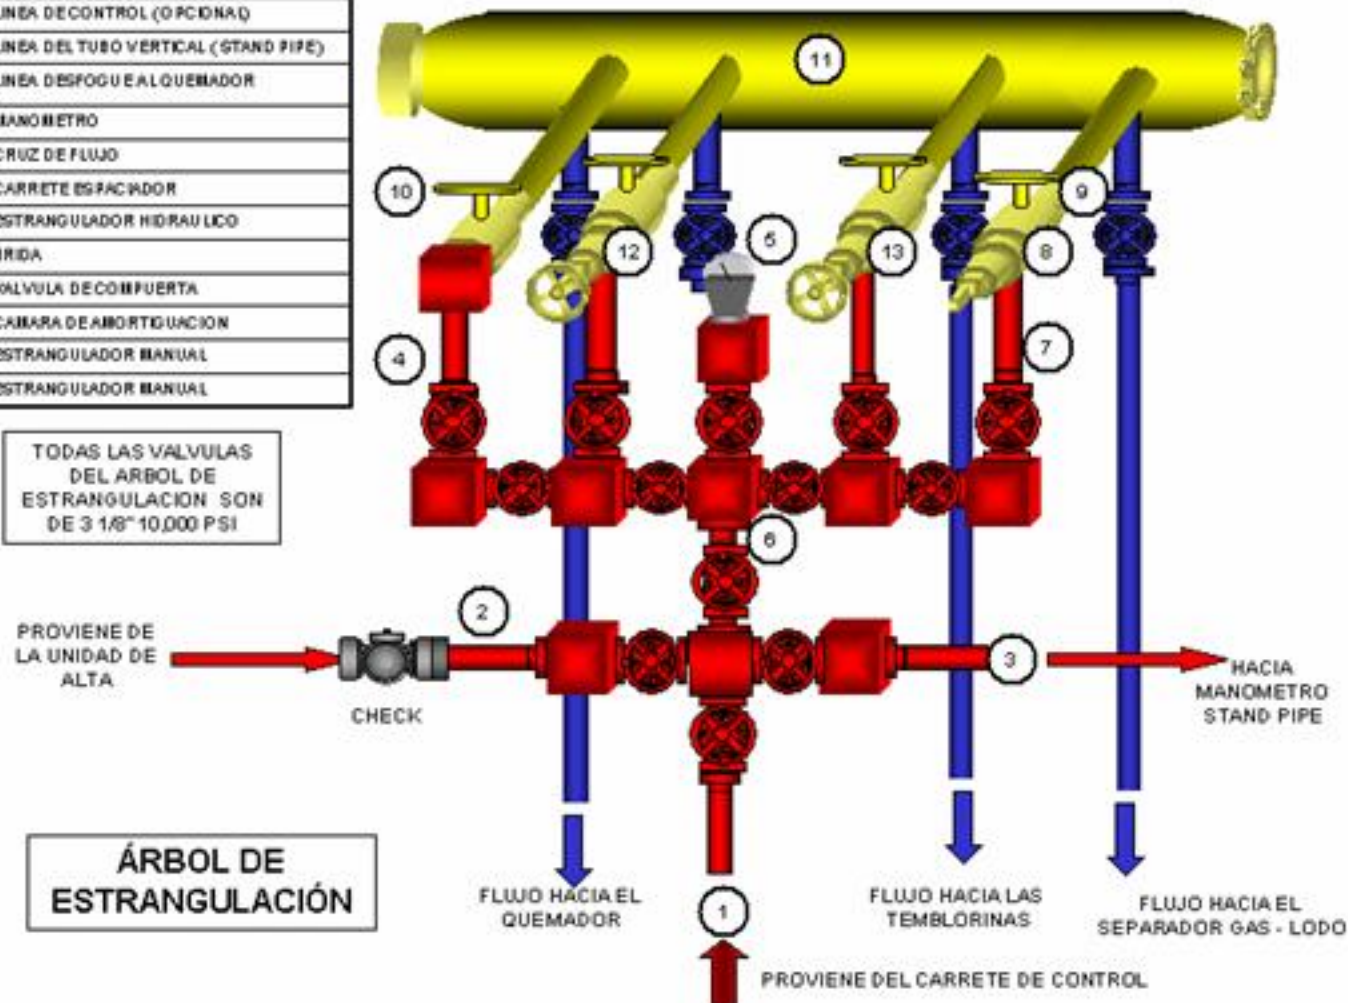 LINEA DE CONTROL (OPCIONAL)
LINEA DEL TUBO VERTICAL (STAND PIPE)
LINEA DESFOGUE AL QUEMADOR
MANOMETRO
CRUZ DE FLUJO
CARRETE ESPACIADOR
ESTRANGULADOR HIDRAULICO
BRIDA
VALVULA DE COMPUERTA
CAMARA DE AMORTIGUACION
ESTRANGULADOR MANUAL
ESTRANGULADOR MANUAL
11
10
9
12
5
13
8
4
7
TODAS LAS VALVULAS
DEL ARBOL DE
ESTRANGULACION SON
DE 3 1/8" 10,000 PSI
6
2
PROVIENE DE
LA UNIDAD DE
ALTA
CHECK
3
HACIA
MANOMETRO
STAND PIPE
ÁRBOL DE
ESTRANGULACIÓN
FLUJO HACIA EL
QUEMADOR
1
FLUJO HACIA LAS
TEMBLORINAS
FLUJO HACIA EL
SEPARADOR GAS - LODO
PROVIENE DEL CARRETE DE CONTROL